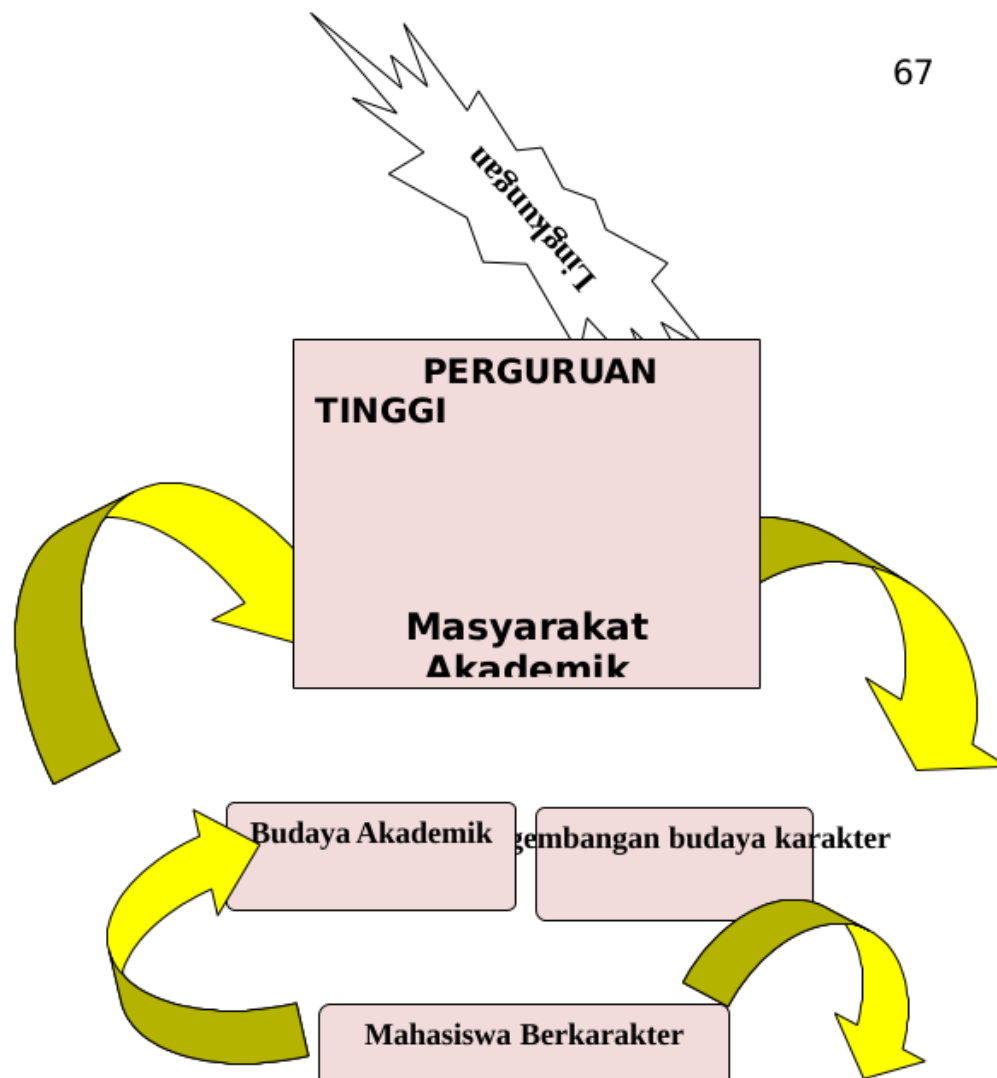 67
Lingkungan
PERGURUAN
TINGGI
Masyarakat
Akademik
Budaya Akademik
gembangan budaya karakter
Mahasiswa Berkarakter